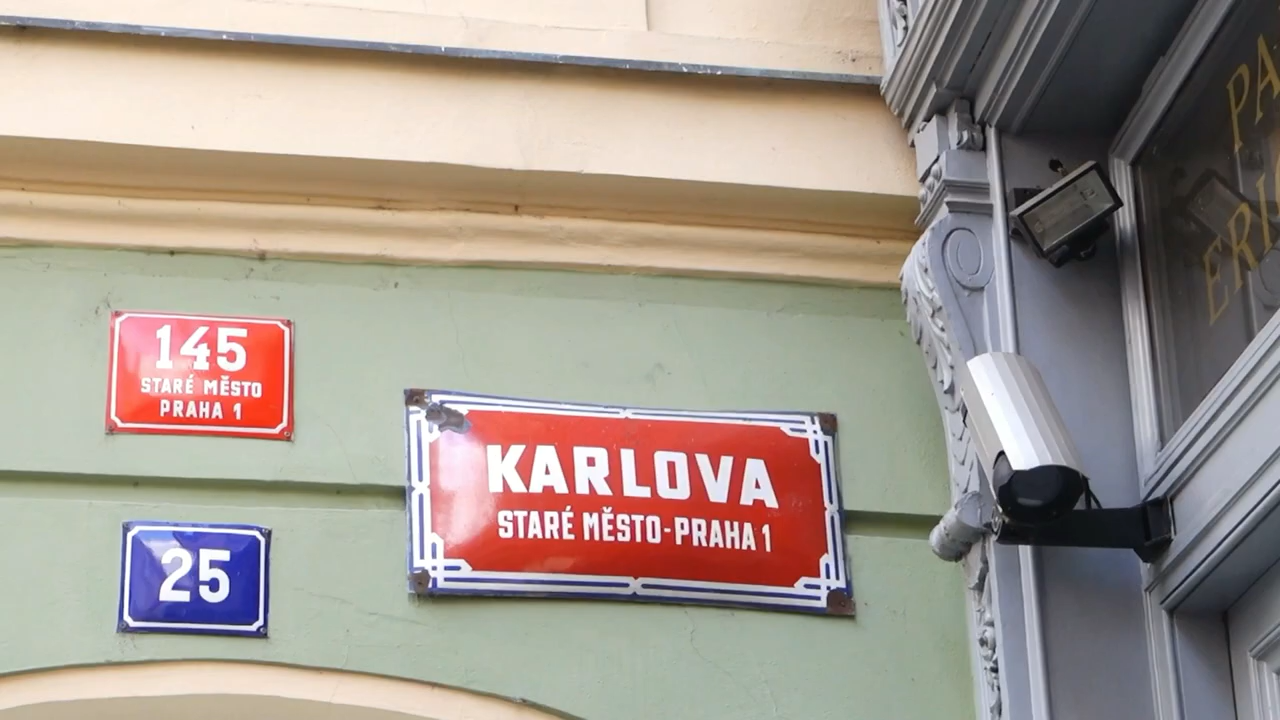 145
STARÉ MĚSTO
PRAHA 1
25
KARLOVA
STARÉ MĚSTO-PRAHA 1